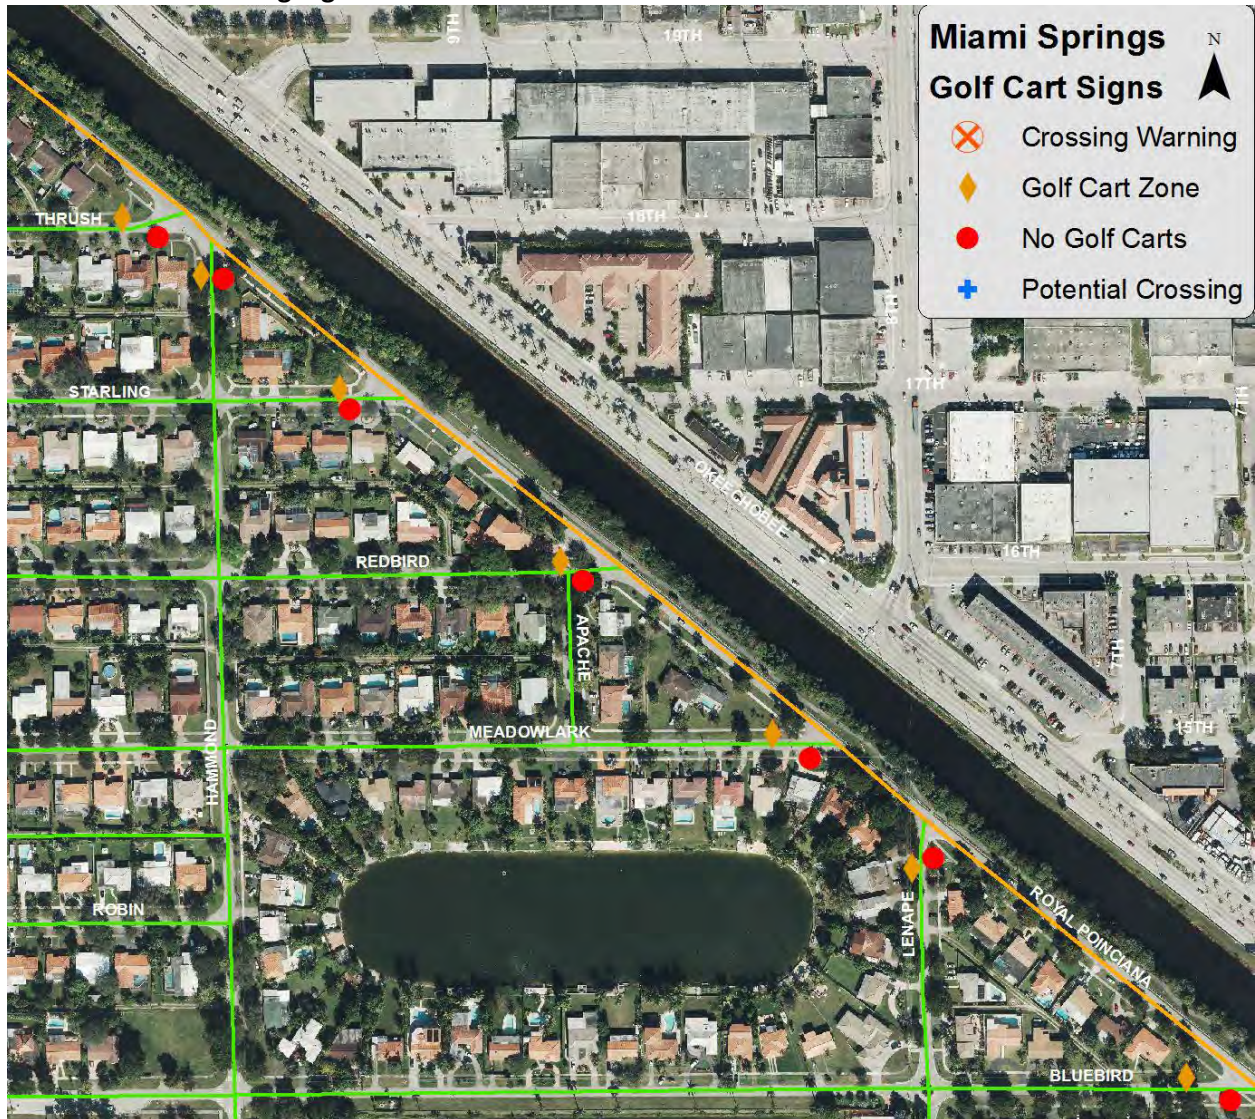 9TH
19TH
Miami Springs
N
Golf Cart Signs
Crossing Warning
Golf Cart Zone
No Golf Carts
Potential Crossing
THRUSH
18TH
8TH
17TH
7TH
STARLING
OKEECHOBEE
16TH
REDBIRD
APACHE
7TH
MEADOWLARK
15TH
HAMMOND
ROBIN
LENAPE
ROYAL POINCIANA
BLUEBIRD